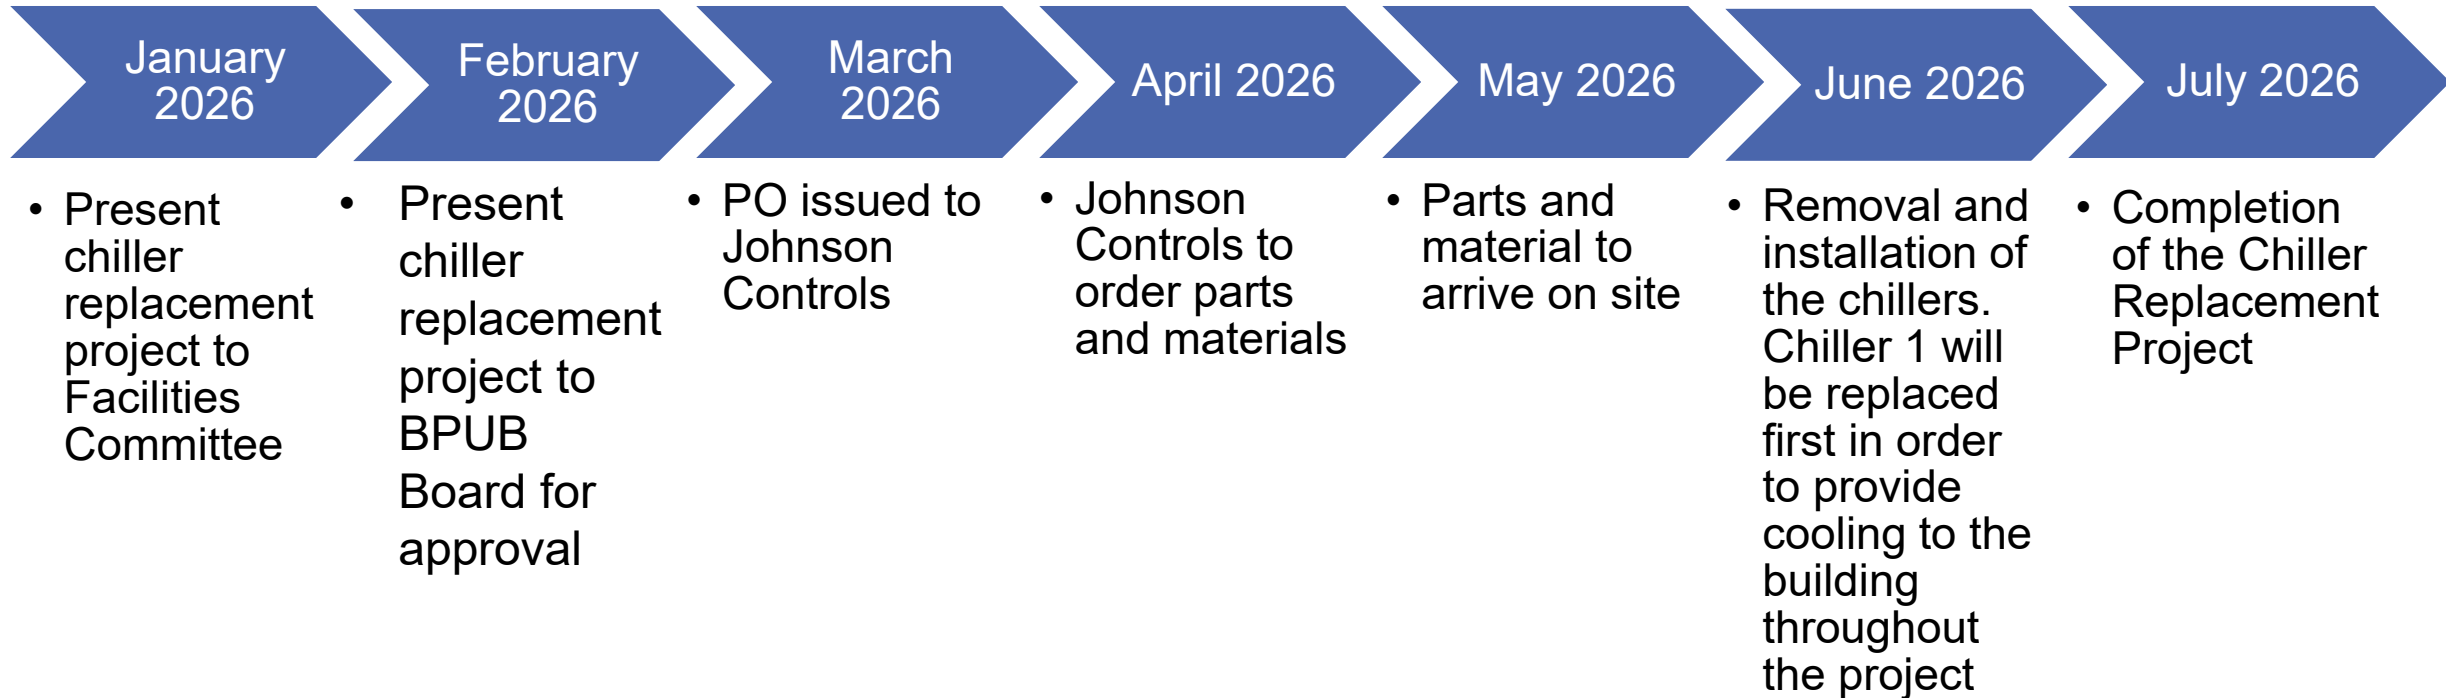 January
2026
February
2026
March
2026
April 2026
May 2026
June 2026
July 2026
• Present
chiller
replacement
project to
Facilities
Committee
• Present
chiller
replacement
project to
BPUB
Board for
approval
• PO issued to
Johnson
Controls
• Johnson
Controls to
order parts
and materials
• Parts and
material to
arrive on site
• Removal and
installation of
the chillers.
Chiller 1 will
be replaced
first in order
to provide
cooling to the
building
throughout
the project
• Completion
of the Chiller
Replacement
Project